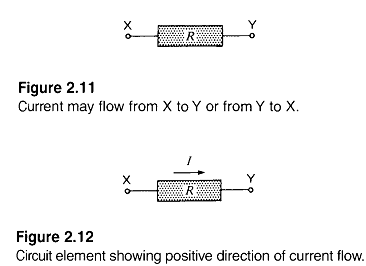 X Y
R
Figure 2.11
Current may flow from X to Y or from Y to X.
I
X Y
R
Figure 2.12
Circuit element showing positive direction of current flow.